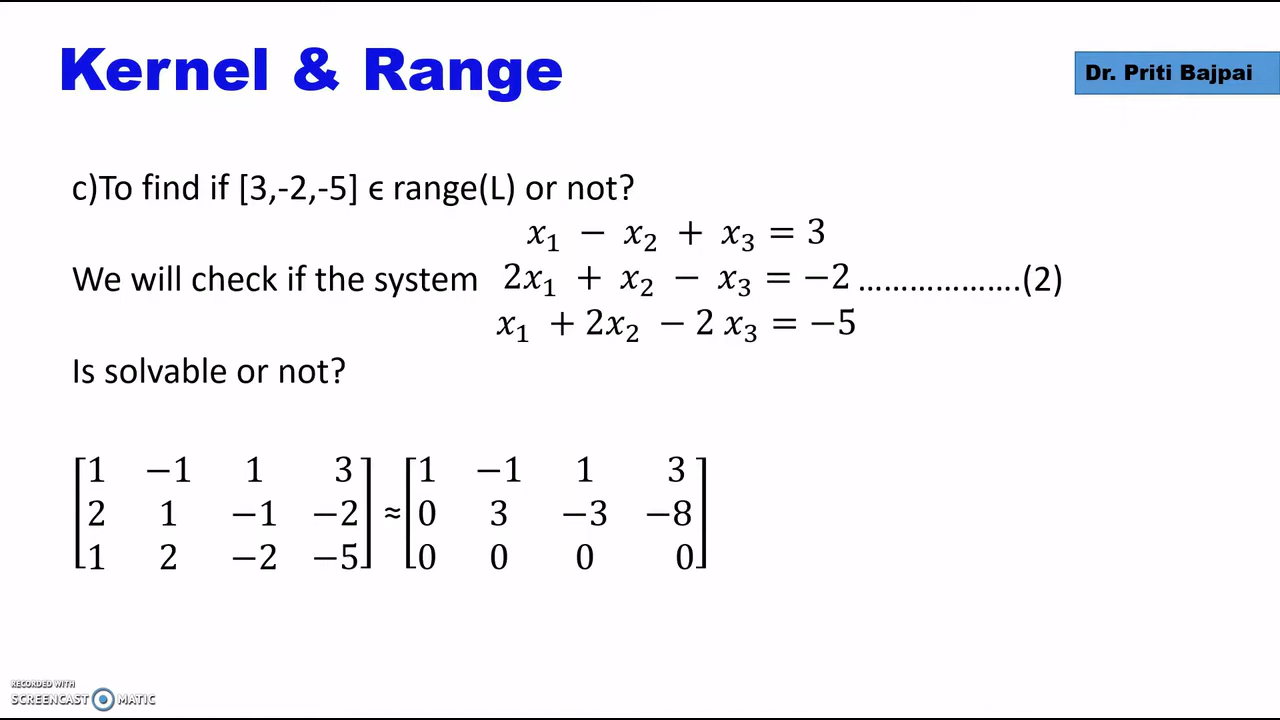 Kernel & Range
Dr. Priti Bajpai
c)To find if [3,-2,-5] ϵ range(L) or not?
x₁ − x₂ + x₃ = 3
We will check if the system 2x₁ + x₂ − x₃ = −2 ...................(2)
x₁ + 2x₂ − 2 x₃ = −5
Is solvable or not?
[1 −1 1 3] [1 −1 1 3]
[2 1 −1 −2] ≈ [0 3 −3 −8]
[1 2 −2 −5] [0 0 0 0]
RECORDED WITH
SCREENCAST MATIC